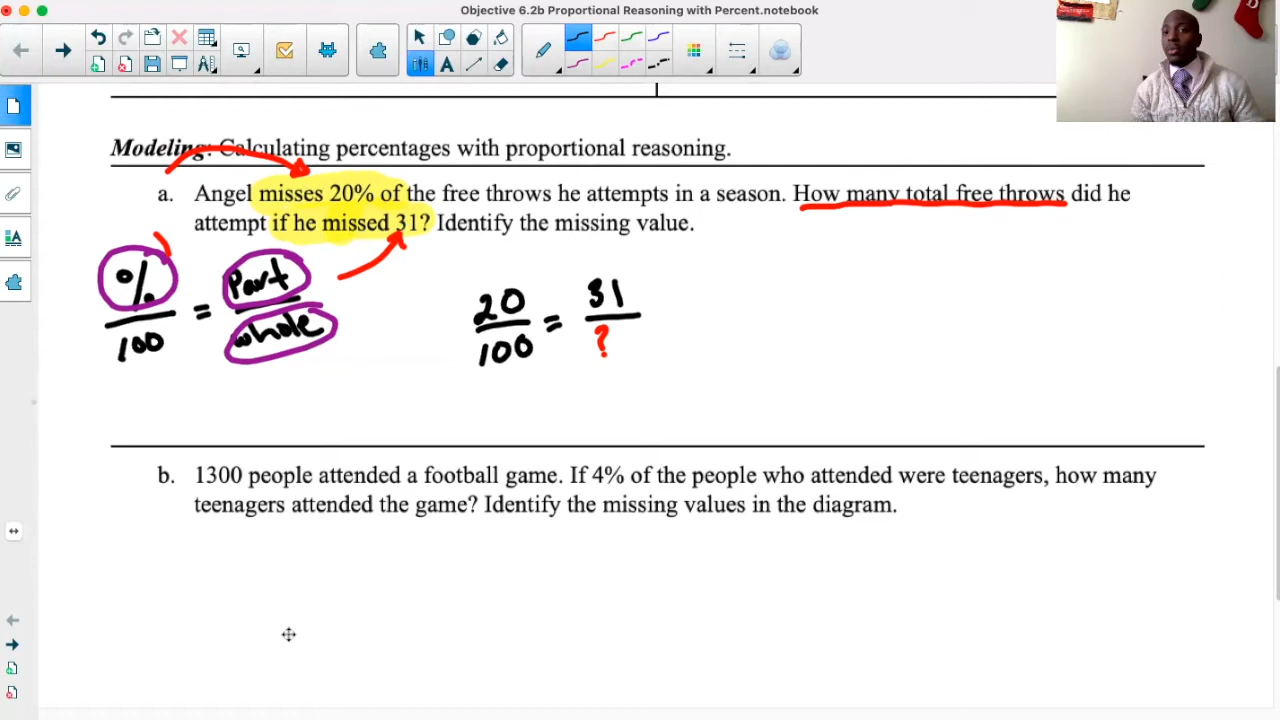 Objective 6.2b Proportional Reasoning with Percent.notebook
Modeling: Calculating percentages with proportional reasoning.
a. Angel misses 20% of the free throws he attempts in a season. How many total free throws did he
attempt if he missed 31? Identify the missing value.
%/100 = Part/whole
20/100 = 31/?
b. 1300 people attended a football game. If 4% of the people who attended were teenagers, how many
teenagers attended the game? Identify the missing values in the diagram.